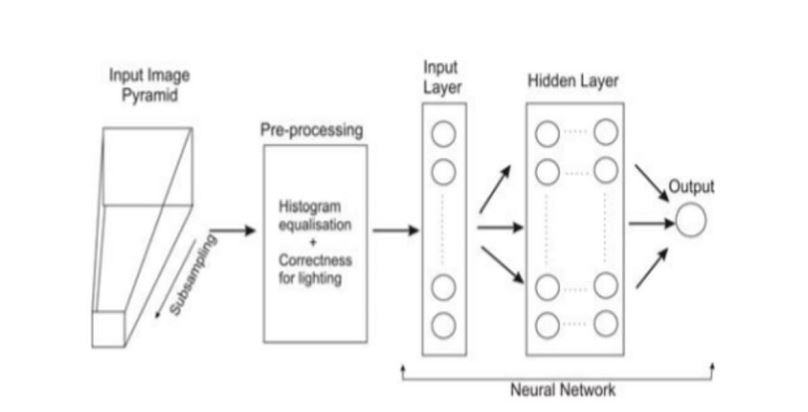 Input Image
Pyramid
Subsampling
Pre-processing
Histogram
equalisation
+
Correctness
for lighting
Input
Layer
Hidden Layer
Output
Neural Network